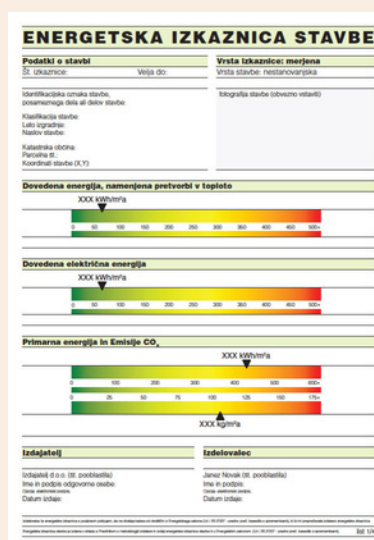 ENERGETSKA IZKAZNICA STAVBE
Podatki o stavbi
Vrsta izkaznice: merjena
Št. izkaznice: Velja do:
Vrsta stavbe: nestanovanjska
Identifikacijska oznaka stavbe,
posameznega dela ali delov stavbe:
fotografija stavbe (obvezno vstaviti)
Klasifikacija stavbe:
Leto izgradnje:
Naslov stavbe:
Katastrska občina:
Parcelna št.:
Koordinati stavbe (X,Y):
Dovedena energija, namenjena pretvorbi v toploto
XXX kWh/m²a
0 50 100 150 200 250 300 350 400 450 500+
Dovedena električna energija
XXX kWh/m²a
0 50 100 150 200 250 300 350 400 450 500+
Primarna energija in Emisije CO₂
XXX kWh/m²a
0 100 200 300 400 500 600+
0 25 50 75 100 125 150 175+
XXX kg/m²a
Izdajatelj
Izdelovalec
Izdajatelj d.o.o. (št. pooblastila)
Ime in podpis odgovorne osebe:
Datum izdaje:
Janez Novak (št. pooblastila)
Ime in podpis:
Datum izdaje: